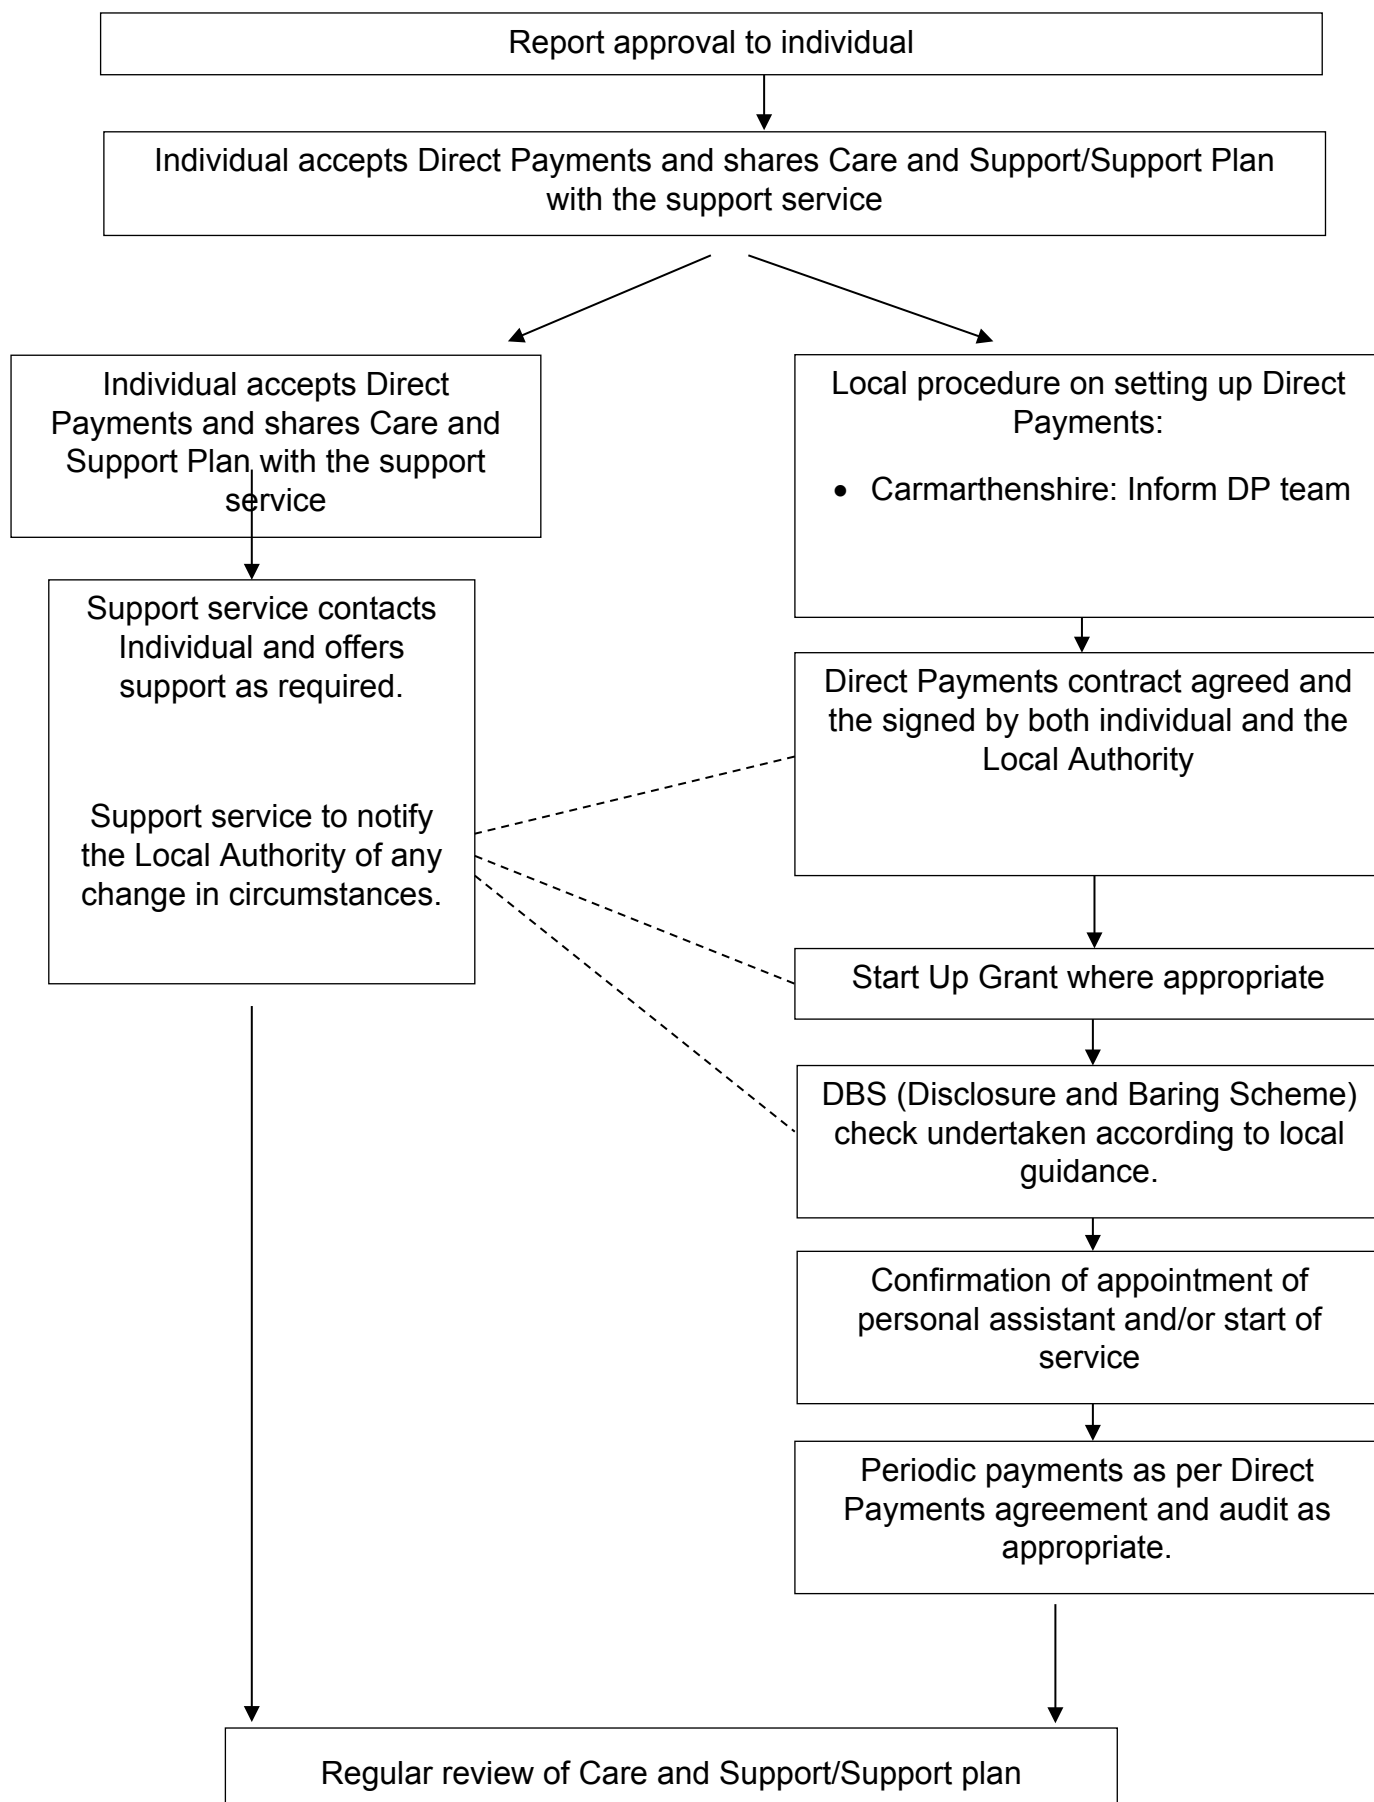 Report approval to individual
Individual accepts Direct Payments and shares Care and Support/Support Plan
with the support service
Individual accepts Direct
Payments and shares Care and
Support Plan with the support
service
Local procedure on setting up Direct
Payments:
• Carmarthenshire: Inform DP team
Support service contacts
Individual and offers
support as required.
Support service to notify
the Local Authority of any
change in circumstances.
Direct Payments contract agreed and
the signed by both individual and the
Local Authority
Start Up Grant where appropriate
DBS (Disclosure and Baring Scheme)
check undertaken according to local
guidance.
Confirmation of appointment of
personal assistant and/or start of
service
Periodic payments as per Direct
Payments agreement and audit as
appropriate.
Regular review of Care and Support/Support plan